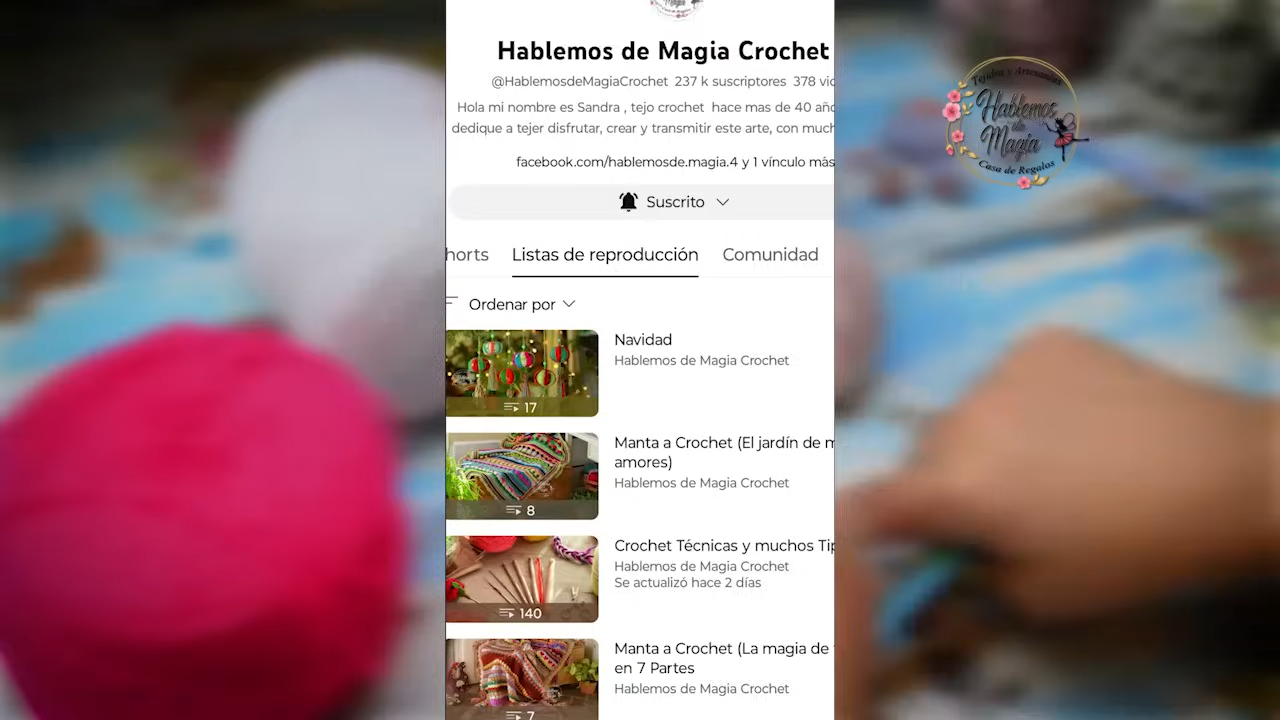 Hablemos de Magia Crochet
@HablemosdeMagiaCrochet 237 k suscriptores 378 vid
Hola mi nombre es Sandra , tejo crochet hace mas de 40 año
dedique a tejer disfrutar, crear y transmitir este arte, con much
facebook.com/hablemosde.magia.4 y 1 vínculo más
Suscrito
horts Listas de reproducción Comunidad
Ordenar por
Navidad
Hablemos de Magia Crochet
17
Manta a Crochet (El jardín de m
amores)
Hablemos de Magia Crochet
8
Crochet Técnicas y muchos Tip
Hablemos de Magia Crochet
Se actualizó hace 2 días
140
Manta a Crochet (La magia de
en 7 Partes
Hablemos de Magia Crochet
7
Tejidos y Artesanías
Hablemos
de
Magia
Casa de Regalos